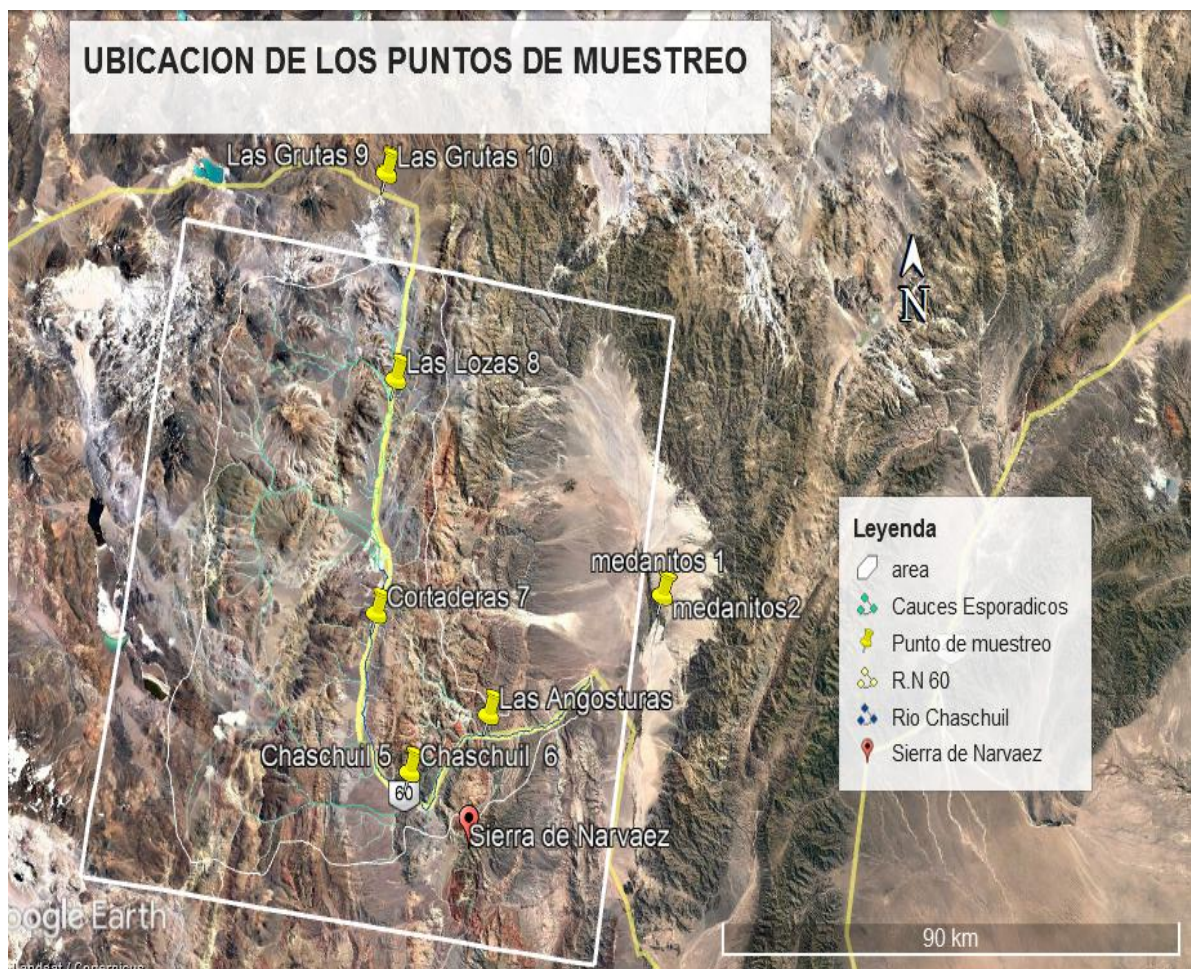 UBICACION DE LOS PUNTOS DE MUESTREO
Las Grutas 9
Las Grutas 10
Las Lozas 8
medanitos 1
Cortaderas 7
medanitos2
Las Angosturas
Chaschuil 5
Chaschuil 6
60
Sierra de Narvaez
N
Leyenda
area
Cauces Esporadicos
Punto de muestreo
R.N 60
Rio Chaschuil
Sierra de Narvaez
oogle Earth
90 km
Landsat / Copernicus